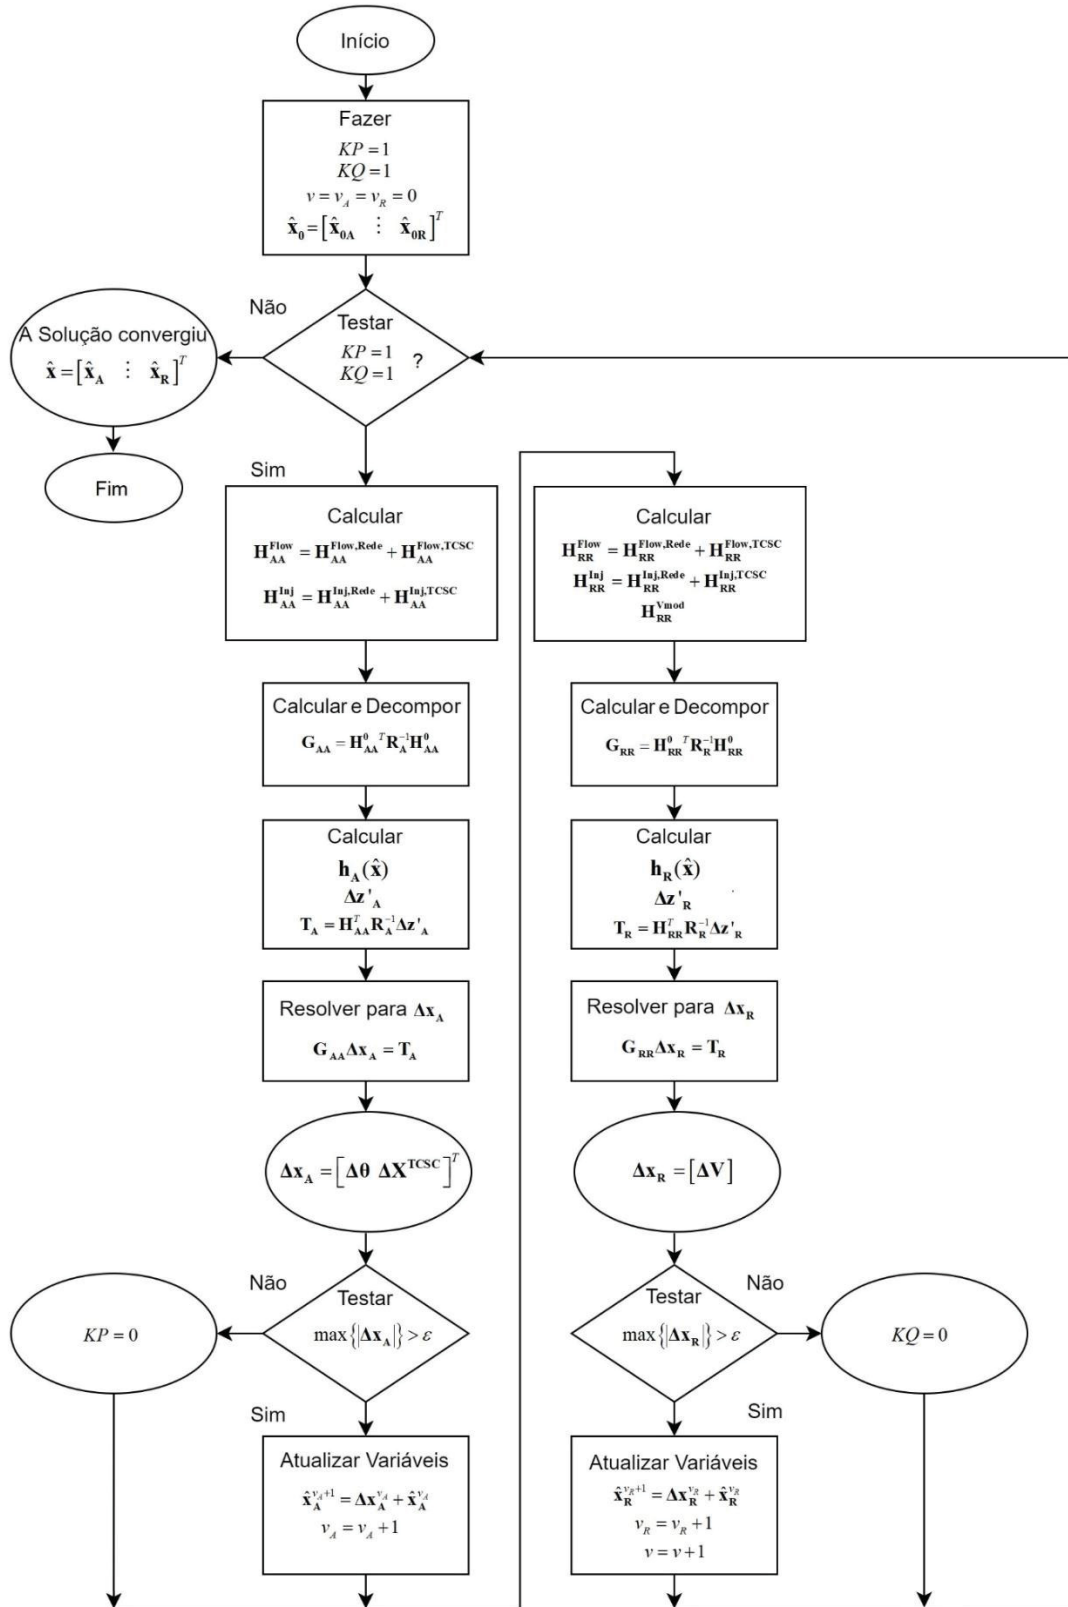 Início
Fazer
KP = 1
KQ = 1
v = v_A = v_R = 0
x̂_0 = [x̂_0A ⋮ x̂_0R]^T
Não
Testar
KP = 1
KQ = 1
?
A Solução convergiu
x̂ = [x̂_A ⋮ x̂_R]^T
Fim
Sim
Calcular
H_AA^Flow = H_AA^Flow,Rede + H_AA^Flow,TCSC
H_AA^Inj = H_AA^Inj,Rede + H_AA^Inj,TCSC
Calcular e Decompor
G_AA = H_AA^0 ^T R_A^-1 H_AA^0
Calcular
h_A(x̂)
Δz'_A
T_A = H_AA^T R_A^-1 Δz'_A
Resolver para Δx_A
G_AA Δx_A = T_A
Δx_A = [Δθ ΔX^TCSC]^T
Não
Testar
max{|Δx_A|} > ε
KP = 0
Sim
Atualizar Variáveis
x̂_A^(v_A+1) = Δx_A^(v_A) + x̂_A^(v_A)
v_A = v_A + 1
Calcular
H_RR^Flow = H_RR^Flow,Rede + H_RR^Flow,TCSC
H_RR^Inj = H_RR^Inj,Rede + H_RR^Inj,TCSC
H_RR^Vmod
Calcular e Decompor
G_RR = H_RR^0 ^T R_R^-1 H_RR^0
Calcular
h_R(x̂)
Δz'_R
T_R = H_RR^T R_R^-1 Δz'_R
Resolver para Δx_R
G_RR Δx_R = T_R
Δx_R = [ΔV]
Testar
max{|Δx_R|} > ε
Não
KQ = 0
Sim
Atualizar Variáveis
x̂_R^(v_R+1) = Δx_R^(v_R) + x̂_R^(v_R)
v_R = v_R + 1
v = v + 1